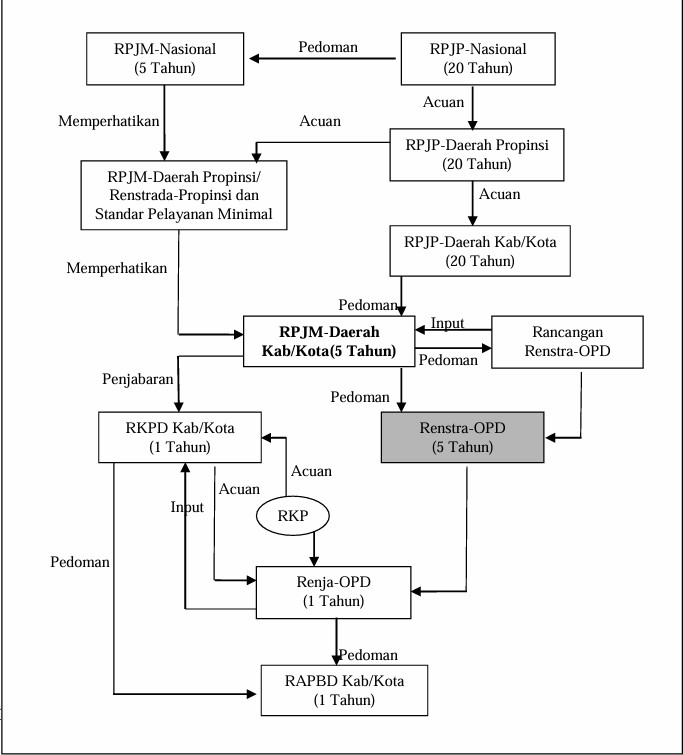 RPJM-Nasional
(5 Tahun)
Pedoman
RPJP-Nasional
(20 Tahun)
Memperhatikan
Acuan
Acuan
RPJP-Daerah Propinsi
(20 Tahun)
RPJM-Daerah Propinsi/
Renstrada-Propinsi dan
Standar Pelayanan Minimal
Acuan
RPJP-Daerah Kab/Kota
(20 Tahun)
Memperhatikan
Pedoman
RPJM-Daerah
Kab/Kota(5 Tahun)
Input
Pedoman
Rancangan
Renstra-OPD
Penjabaran
Pedoman
RKPD Kab/Kota
(1 Tahun)
Renstra-OPD
(5 Tahun)
Acuan
Acuan
Input
RKP
Pedoman
Renja-OPD
(1 Tahun)
Pedoman
RAPBD Kab/Kota
(1 Tahun)